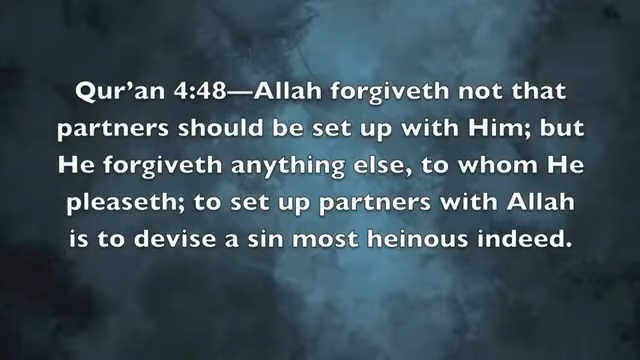 Qur’an 4:48—Allah forgiveth not that
partners should be set up with Him; but
He forgiveth anything else, to whom He
pleaseth; to set up partners with Allah
is to devise a sin most heinous indeed.